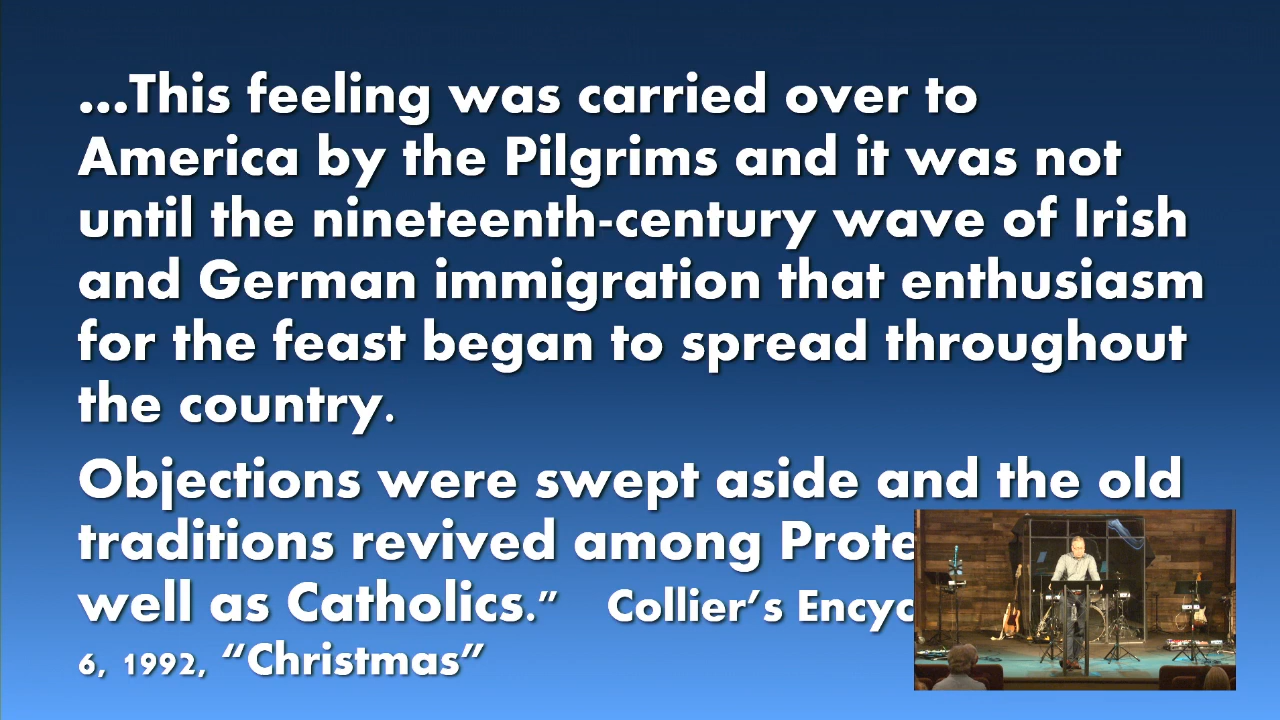 ...This feeling was carried over to
America by the Pilgrims and it was not
until the nineteenth-century wave of Irish
and German immigration that enthusiasm
for the feast began to spread throughout
the country.
Objections were swept aside and the old
traditions revived among
well as Catholics.” Collier’s
6, 1992, “Christmas”